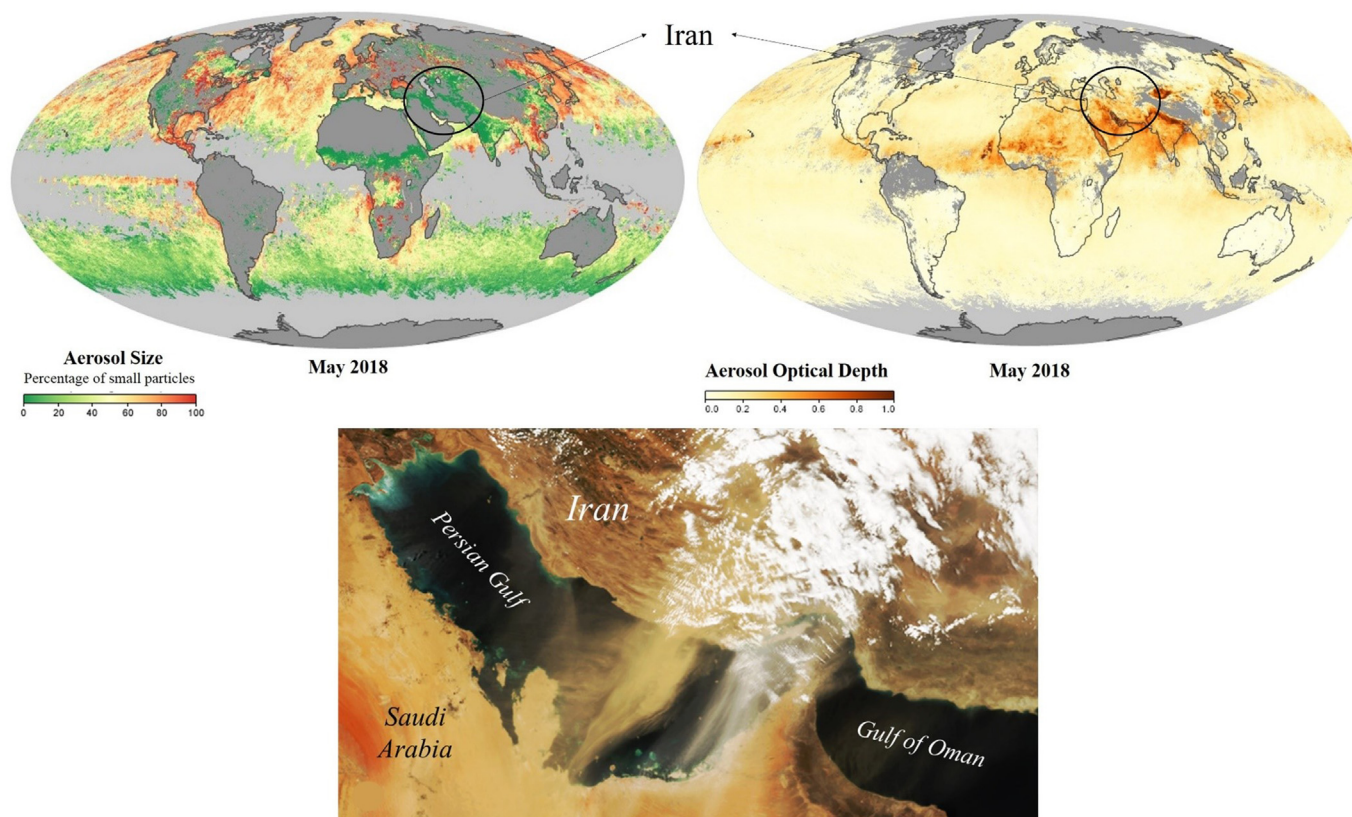 Iran
Aerosol Size
Percentage of small particles
0 20 40 60 80 100
May 2018
Aerosol Optical Depth
0.0 0.2 0.4 0.6 0.8 1.0
May 2018
Iran
Persian Gulf
Saudi
Arabia
Gulf of Oman